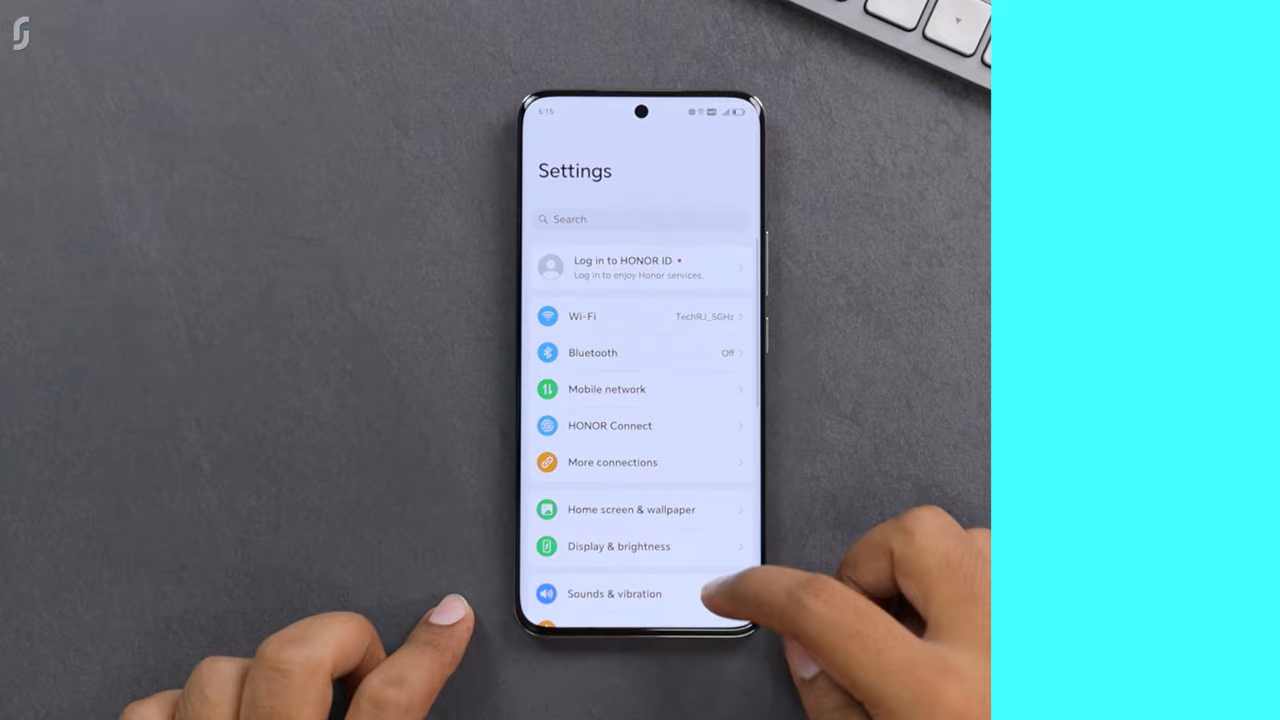 5:15
Settings
Search
Log in to HONOR ID
Log in to enjoy Honor services.
Wi-Fi TechRJ_5GHz
Bluetooth Off
Mobile network
HONOR Connect
More connections
Home screen & wallpaper
Display & brightness
Sounds & vibration